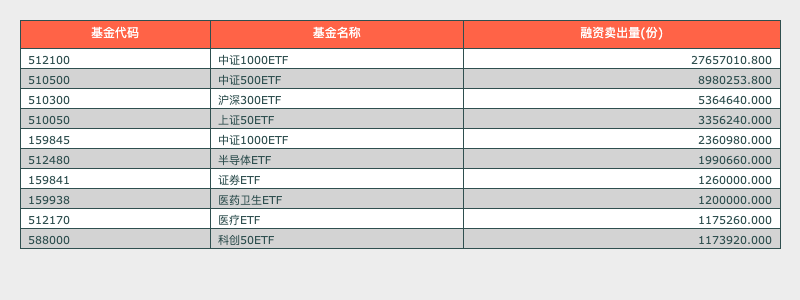 基金代码 基金名称 融资卖出量(份)
512100 中证1000ETF 27657010.800
510500 中证500ETF 8980253.800
510300 沪深300ETF 5364640.000
510050 上证50ETF 3356240.000
159845 中证1000ETF 2360980.000
512480 半导体ETF 1990660.000
159841 证券ETF 1260000.000
159938 医药卫生ETF 1200000.000
512170 医疗ETF 1175260.000
588000 科创50ETF 1173920.000